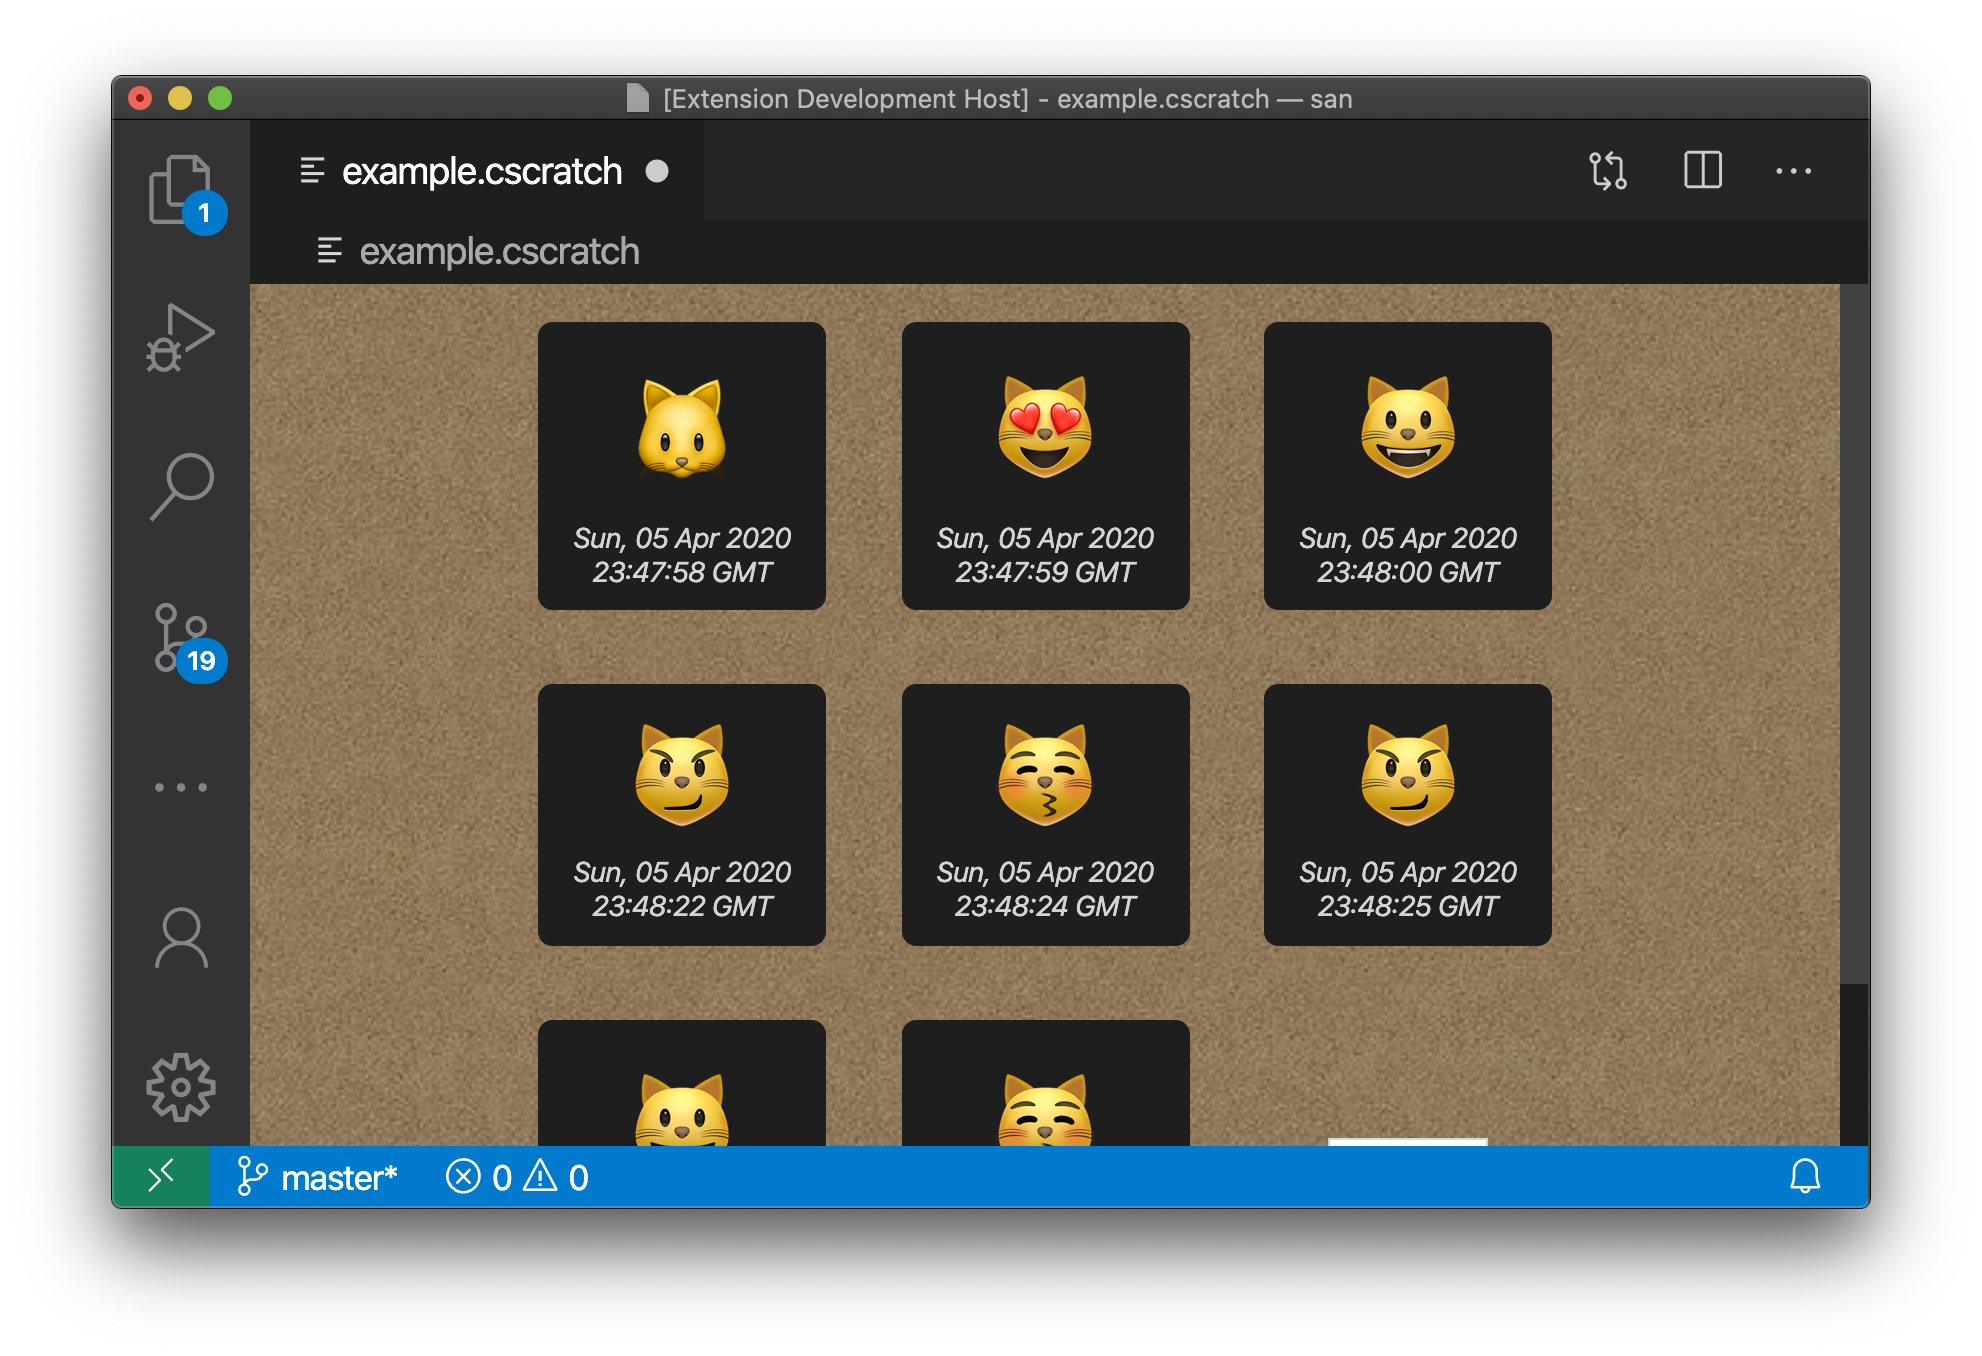 [Extension Development Host] - example.cscratch — san
example.cscratch
example.cscratch
1
19
Sun, 05 Apr 2020
23:47:58 GMT
Sun, 05 Apr 2020
23:47:59 GMT
Sun, 05 Apr 2020
23:48:00 GMT
Sun, 05 Apr 2020
23:48:22 GMT
Sun, 05 Apr 2020
23:48:24 GMT
Sun, 05 Apr 2020
23:48:25 GMT
master* 0 0